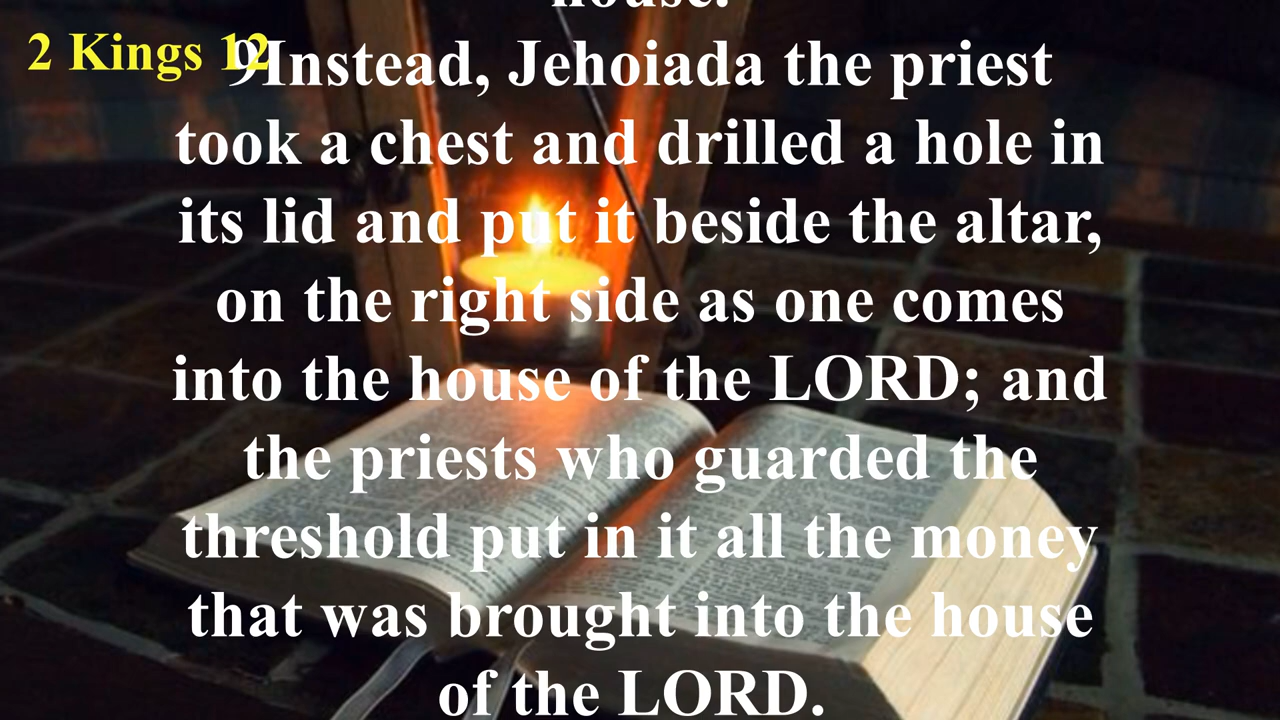 house.
2 Kings 12
9Instead, Jehoiada the priest
took a chest and drilled a hole in
its lid and put it beside the altar,
on the right side as one comes
into the house of the LORD; and
the priests who guarded the
threshold put in it all the money
that was brought into the house
of the LORD.